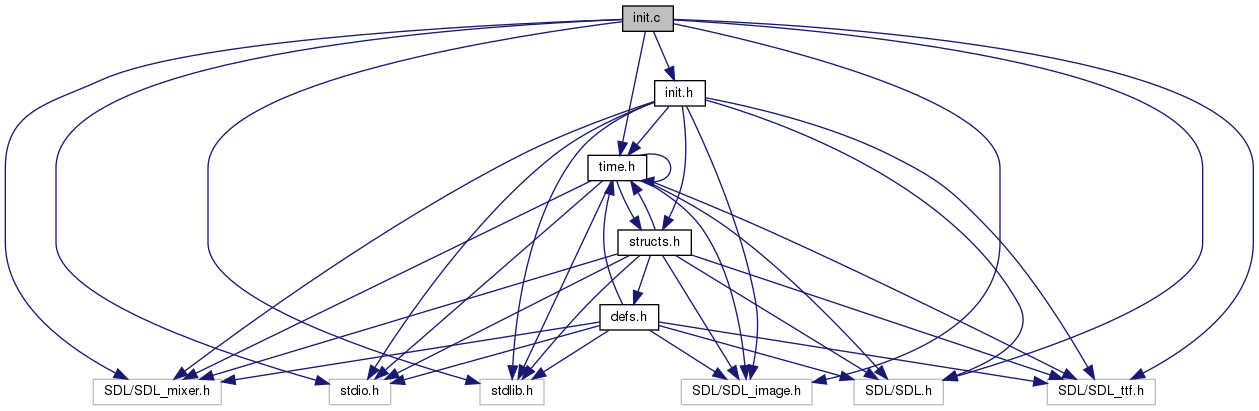 init.c
init.h
time.h
structs.h
defs.h
SDL/SDL_mixer.h
stdio.h
stdlib.h
SDL/SDL_image.h
SDL/SDL.h
SDL/SDL_ttf.h